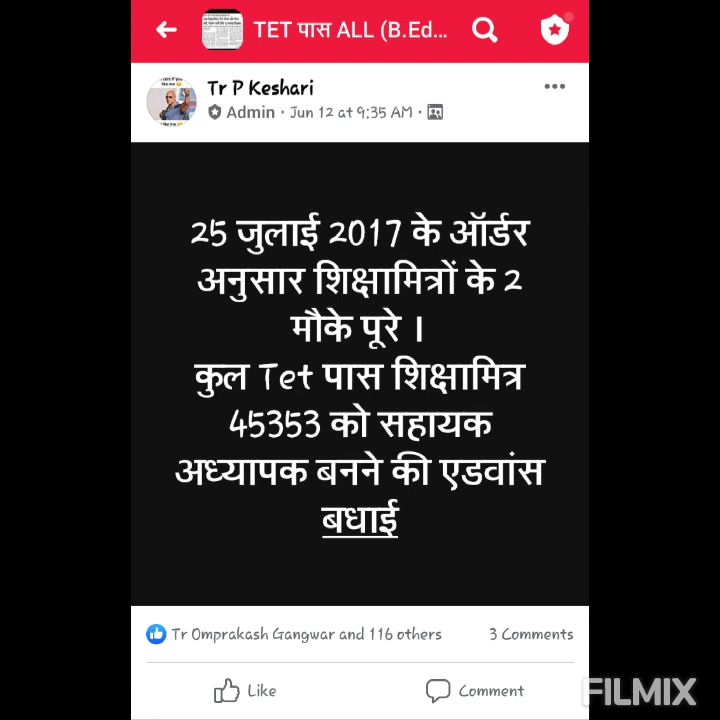 TET पास ALL (B.Ed...
Tr P Keshari
Admin · Jun 12 at 9:35 AM ·
25 जुलाई 2017 के ऑर्डर
अनुसार शिक्षामित्रों के 2
मौके पूरे ।
कुल Tet पास शिक्षामित्र
45353 को सहायक
अध्यापक बनने की एडवांस
बधाई
Tr Omprakash Gangwar and 116 others 3 Comments
Like Comment
FILMIX